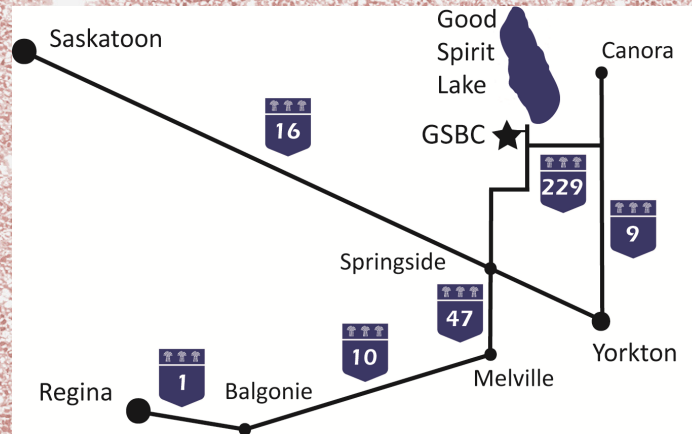 Saskatoon
Good
Spirit
Lake
Canora
16
GSBC
229
9
Springside
47
10
Yorkton
Melville
1
Regina
Balgonie